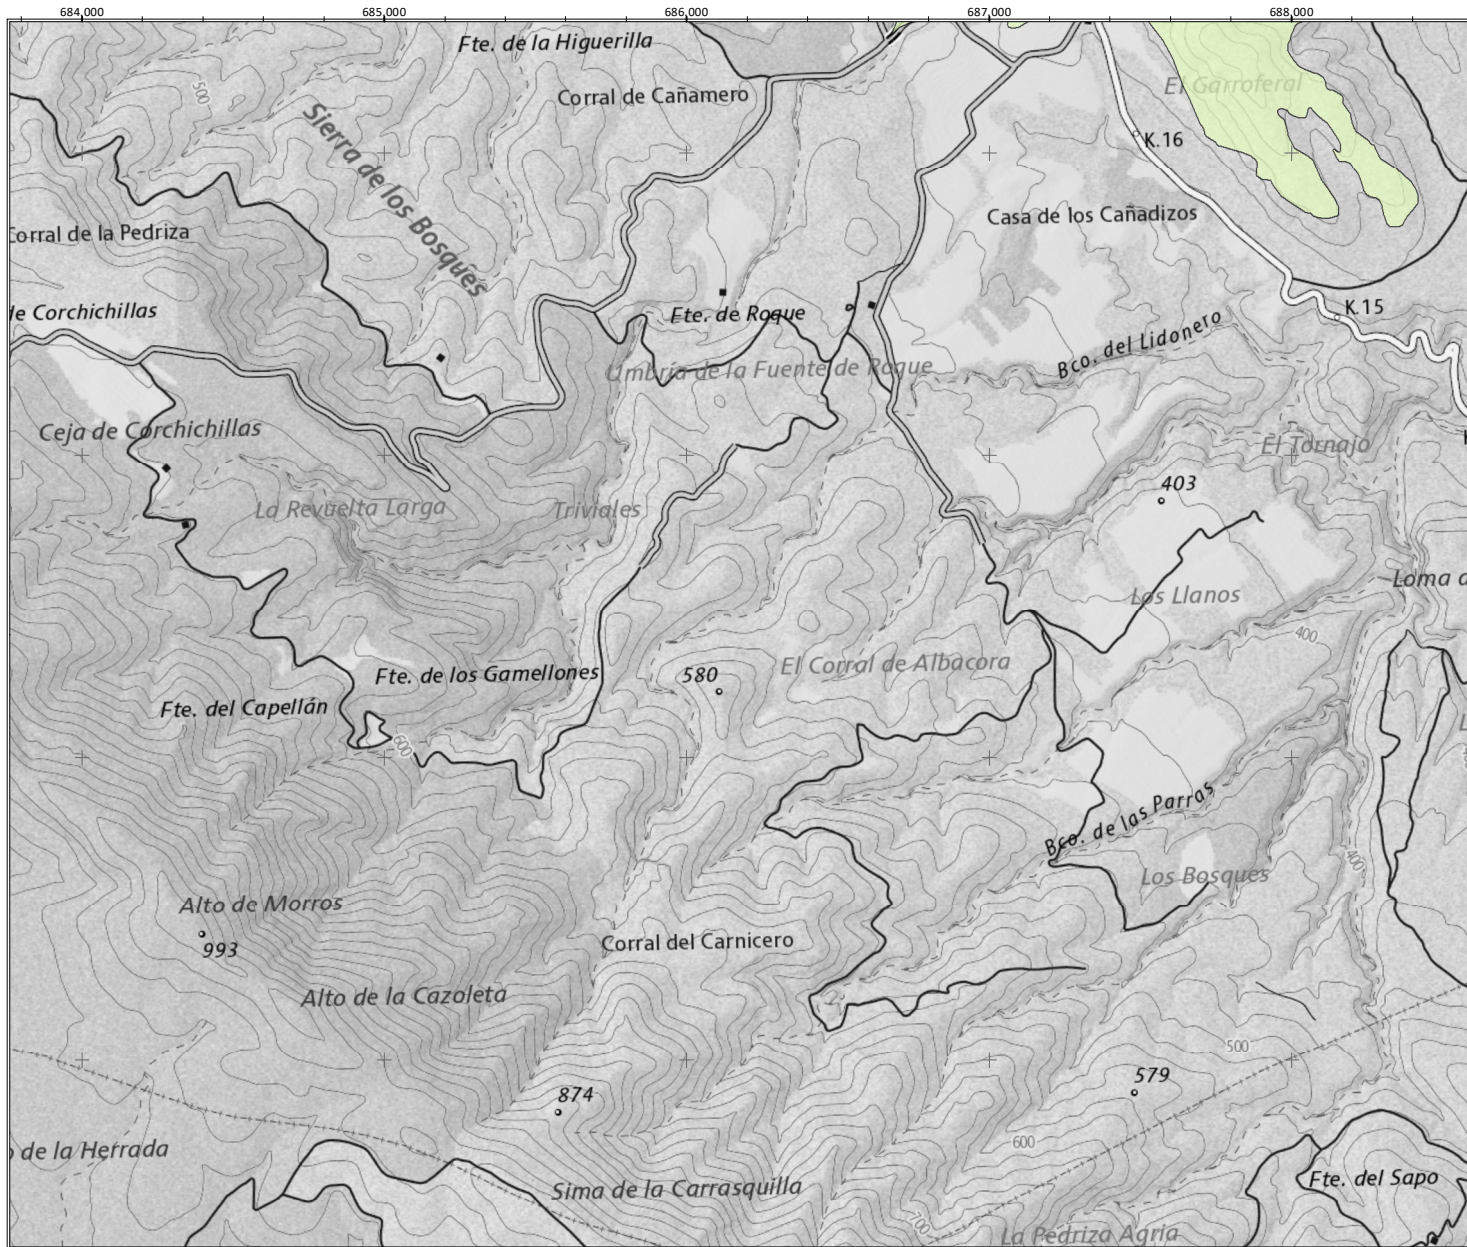 684,000
685,000
686,000
687,000
688,000
Fte. de la Higuerilla
500
Corral de Cañamero
El Garroferal
Sierra de los Bosques
K.16
Casa de los Cañadizos
Corral de la Pedriza
de Corchichillas
Fte. de Roque
K.15
Bco. del Lidonero
Umbría de la Fuente de Roque
Ceja de Corchichillas
El Tornajo
403
La Revuelta Larga
Triviales
Loma d
Los Llanos
400
El Corral de Albacora
Fte. de los Gamellones
580
Fte. del Capellán
600
Bco. de las Parras
400
Los Bosques
Alto de Morros
993
Corral del Carnicero
Alto de la Cazoleta
500
579
874
600
o de la Herrada
Fte. del Sapo
Sima de la Carrasquilla
700
La Pedriza Agria